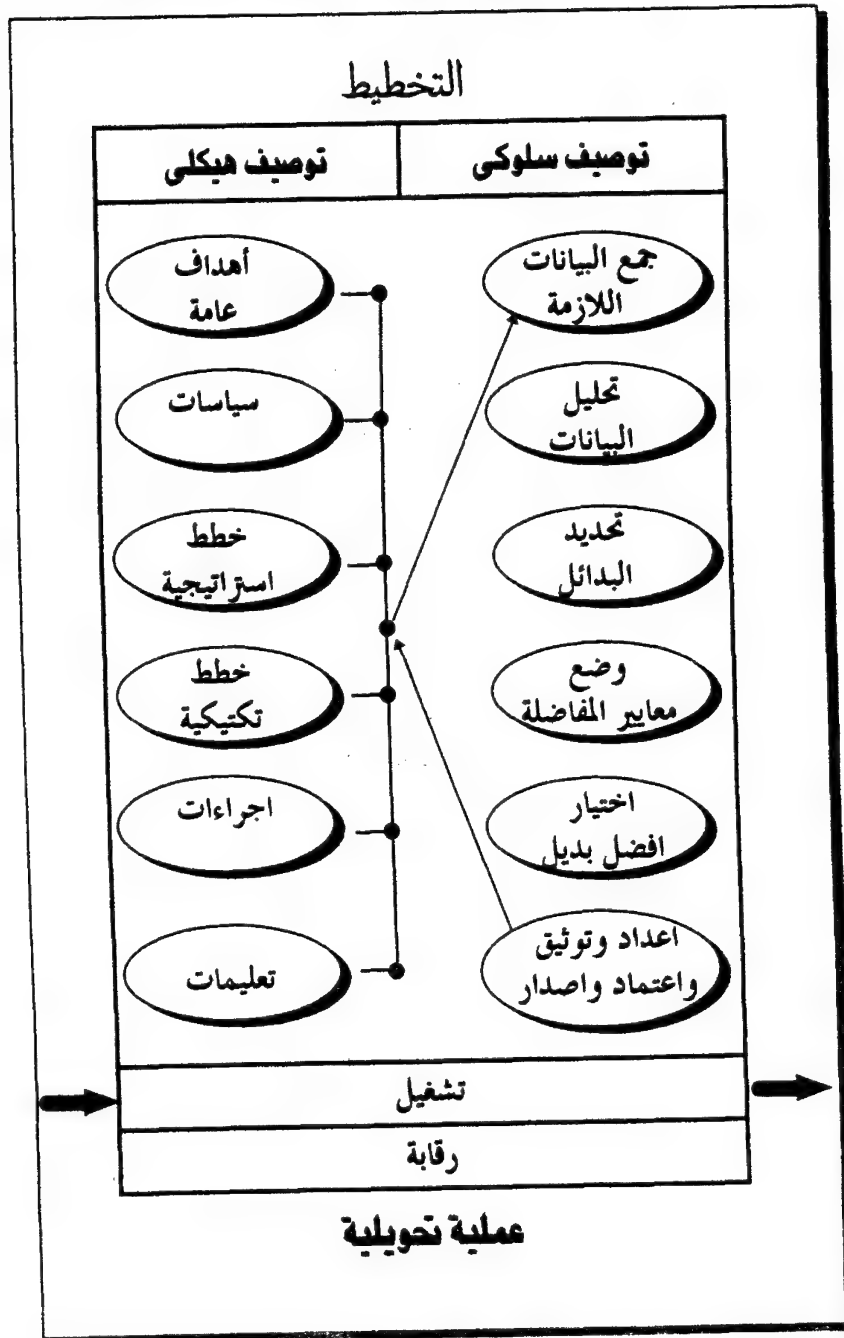 التخطيط
توصيف سلوكى
توصيف هيكلى
جمع البيانات
اللازمة
تحليل
البيانات
تحديد
البدائل
وضع
معايير المفاضلة
اختيار
افضل بديل
اعداد وتوثيق
واعتماد واصدار
أهداف
عامة
سياسات
خطط
استراتيجية
خطط
تكتيكية
اجراءات
تعليمات
تشغيل
رقابة
عملية تحويلية